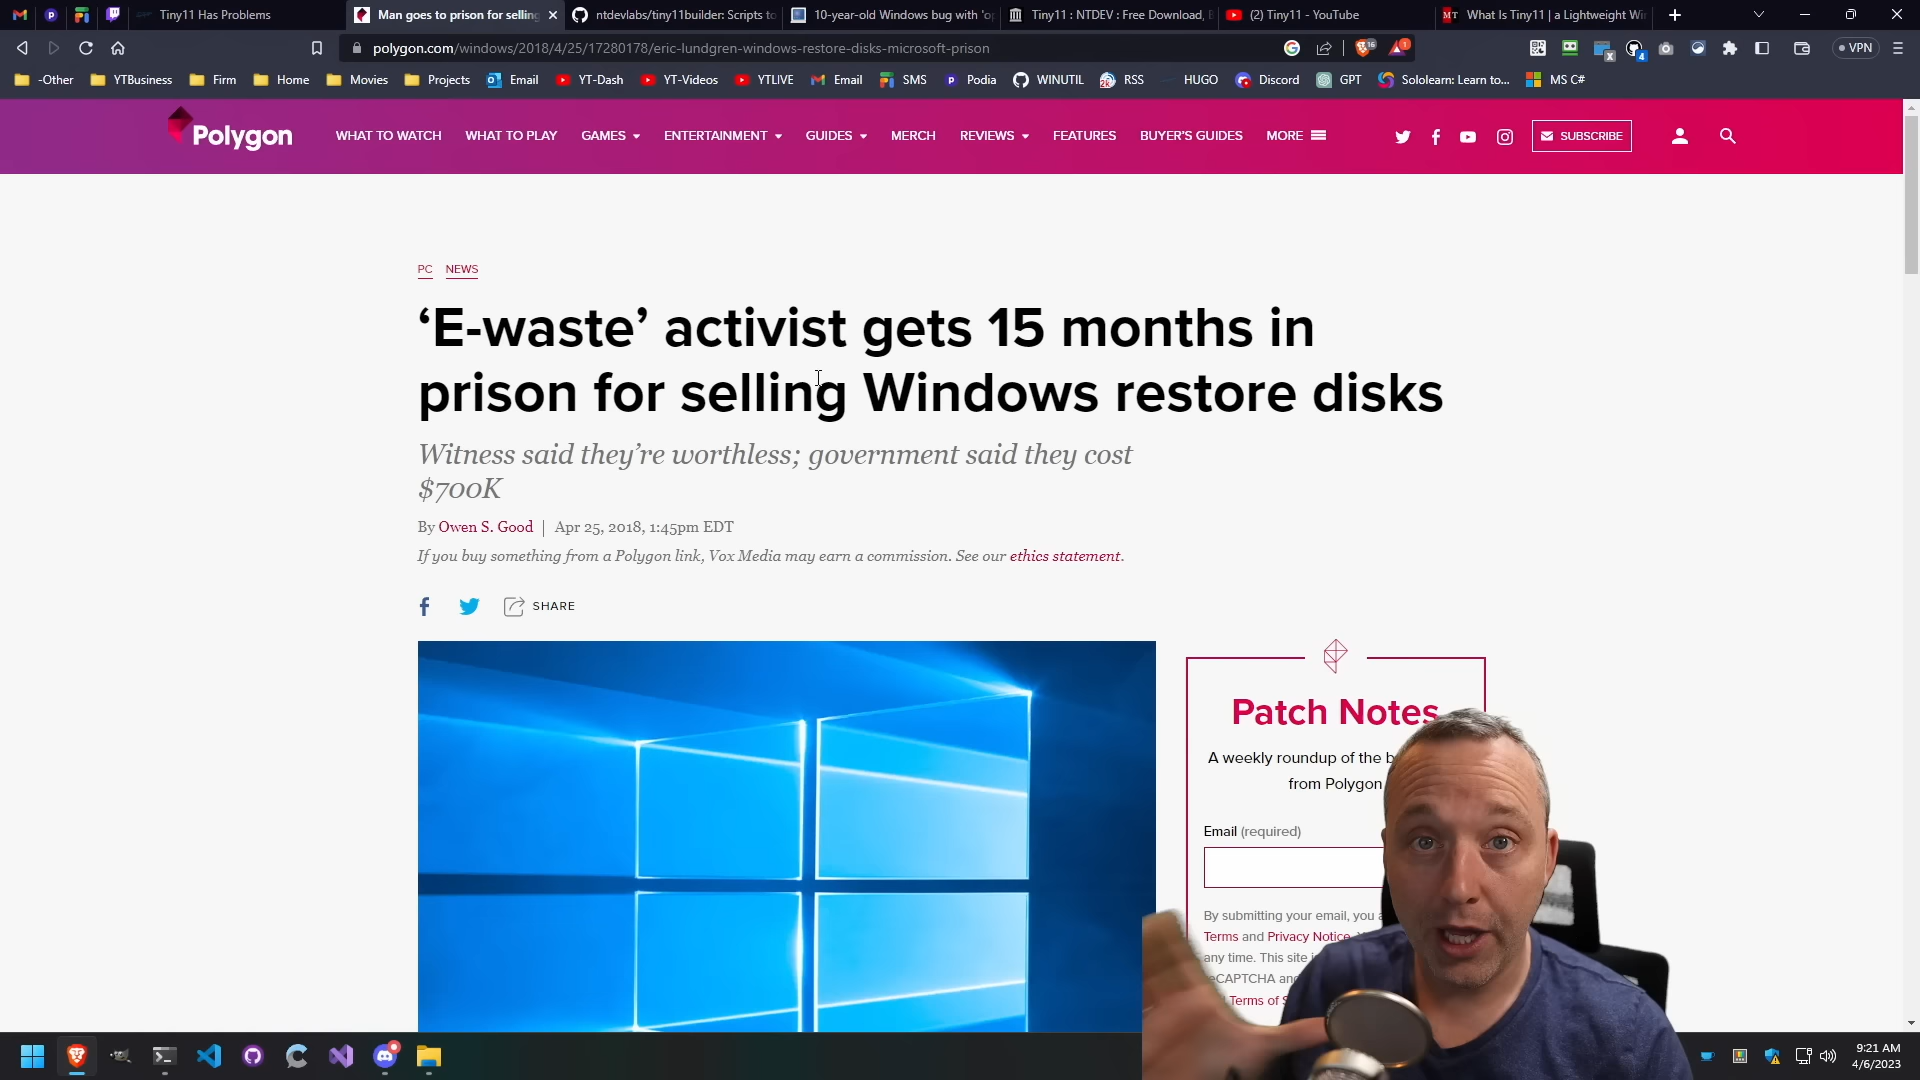 Tiny11 Has Problems
Man goes to prison for selling
ntdevlabs/tiny11builder: Scripts to
10-year-old Windows bug with 'op
Tiny11 : NTDEV : Free Download, B
(2) Tiny11 - YouTube
What Is Tiny11 | a Lightweight Wi
polygon.com/windows/2018/4/25/17280178/eric-lundgren-windows-restore-disks-microsoft-prison
VPN
-Other
YTBusiness
Firm
Home
Movies
Projects
Email
YT-Dash
YT-Videos
YTLIVE
Email
SMS
Podia
WINUTIL
RSS
HUGO
Discord
GPT
Sololearn: Learn to...
MS C#
Polygon
WHAT TO WATCH
WHAT TO PLAY
GAMES
ENTERTAINMENT
GUIDES
MERCH
REVIEWS
FEATURES
BUYER'S GUIDES
MORE
SUBSCRIBE
PC NEWS
‘E-waste’ activist gets 15 months in
prison for selling Windows restore disks
Witness said they’re worthless; government said they cost
$700K
By Owen S. Good | Apr 25, 2018, 1:45pm EDT
If you buy something from a Polygon link, Vox Media may earn a commission. See our ethics statement.
SHARE
Patch Notes
A weekly roundup of the b
from Polygon
Email (required)
By submitting your email, you a
Terms and Privacy Notice.
any time. This site i
eCAPTCHA and
Terms of S
9:21 AM
4/6/2023